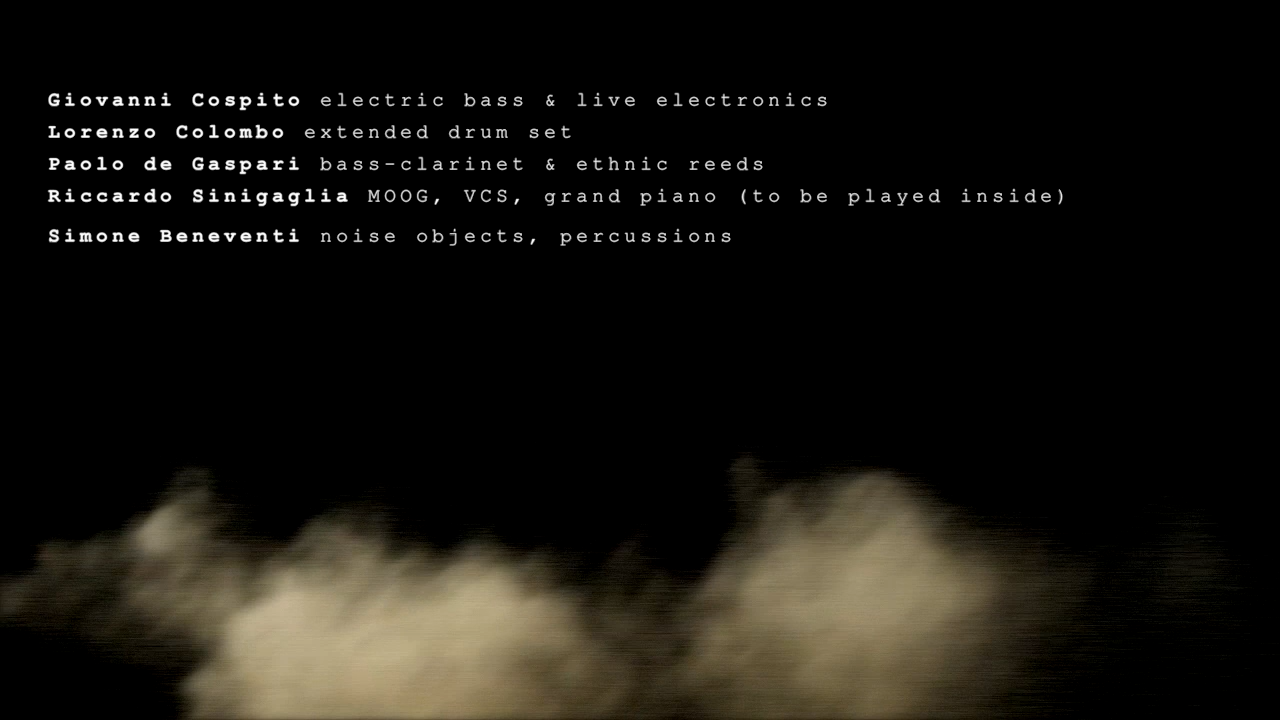 Giovanni Cospito electric bass & live electronics
Lorenzo Colombo extended drum set
Paolo de Gaspari bass-clarinet & ethnic reeds
Riccardo Sinigaglia MOOG, VCS, grand piano (to be played inside)
Simone Beneventi noise objects, percussions